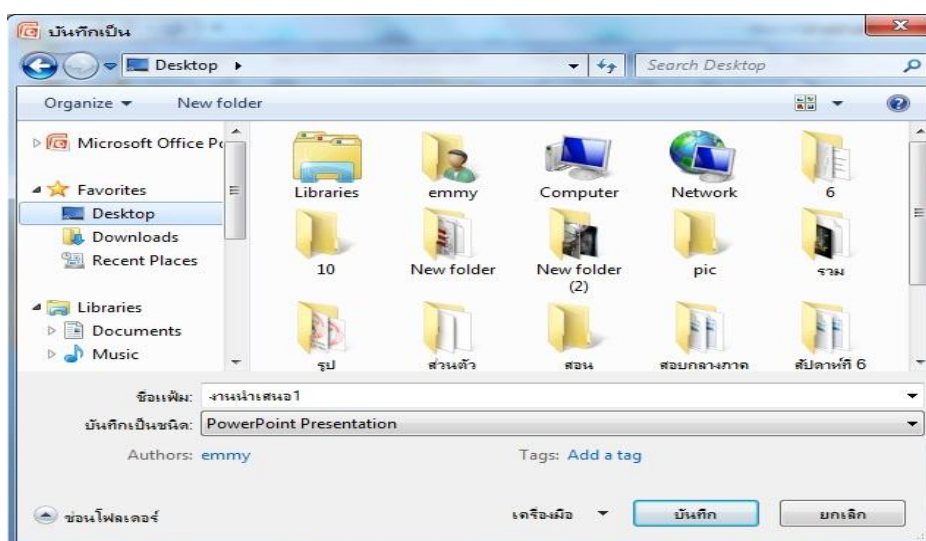 บันทึกเป็น
Desktop
Search Desktop
Organize New folder
Microsoft Office Po
Favorites
Desktop
Downloads
Recent Places
Libraries
Documents
Music
Libraries emmy Computer Network 6
10 New folder New folder (2) pic รวม
รูป ส่วนตัว สอน สอบกลางภาค สัปดาห์ที่ 6
ชื่อแฟ้ม: งานนำเสนอ1
บันทึกเป็นชนิด: PowerPoint Presentation
Authors: emmy Tags: Add a tag
ซ่อนโฟลเดอร์ เครื่องมือ บันทึก ยกเลิก